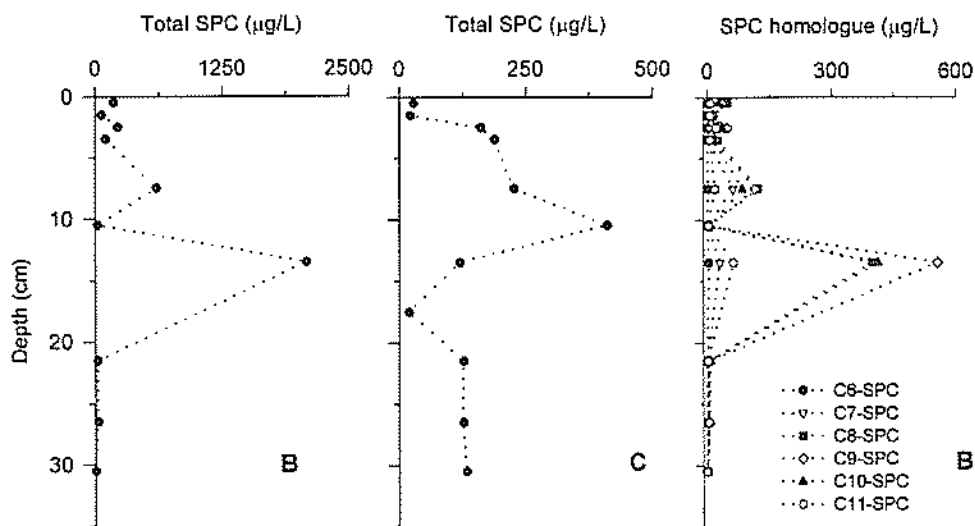 Total SPC (µg/L) Total SPC (µg/L) SPC homologue (µg/L)
0 1250 2500 0 250 500 0 300 600
0
10
20
30
Depth (cm)
B C B
C6-SPC
C7-SPC
C8-SPC
C9-SPC
C10-SPC
C11-SPC